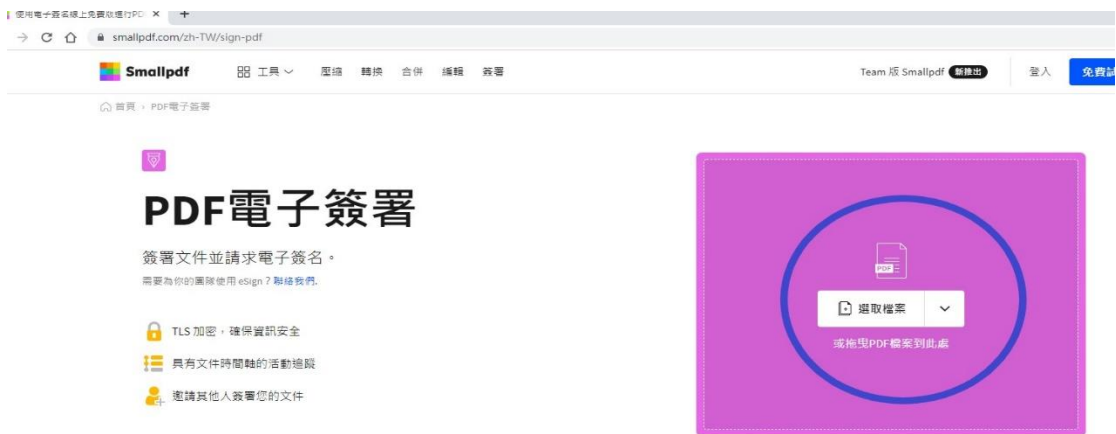 使用電子簽名線上免費版進行PD
smallpdf.com/zh-TW/sign-pdf
Smallpdf 工具 壓縮 轉換 合併 編輯 簽署 Team 版 Smallpdf 新推出 登入 免費試
首頁 › PDF電子簽署
PDF電子簽署
簽署文件並請求電子簽名。
需要為你的團隊使用 eSign？聯絡我們.
TLS 加密，確保資訊安全
具有文件時間軸的活動追蹤
邀請其他人簽署您的文件
PDF
選取檔案
或拖曳PDF檔案到此處